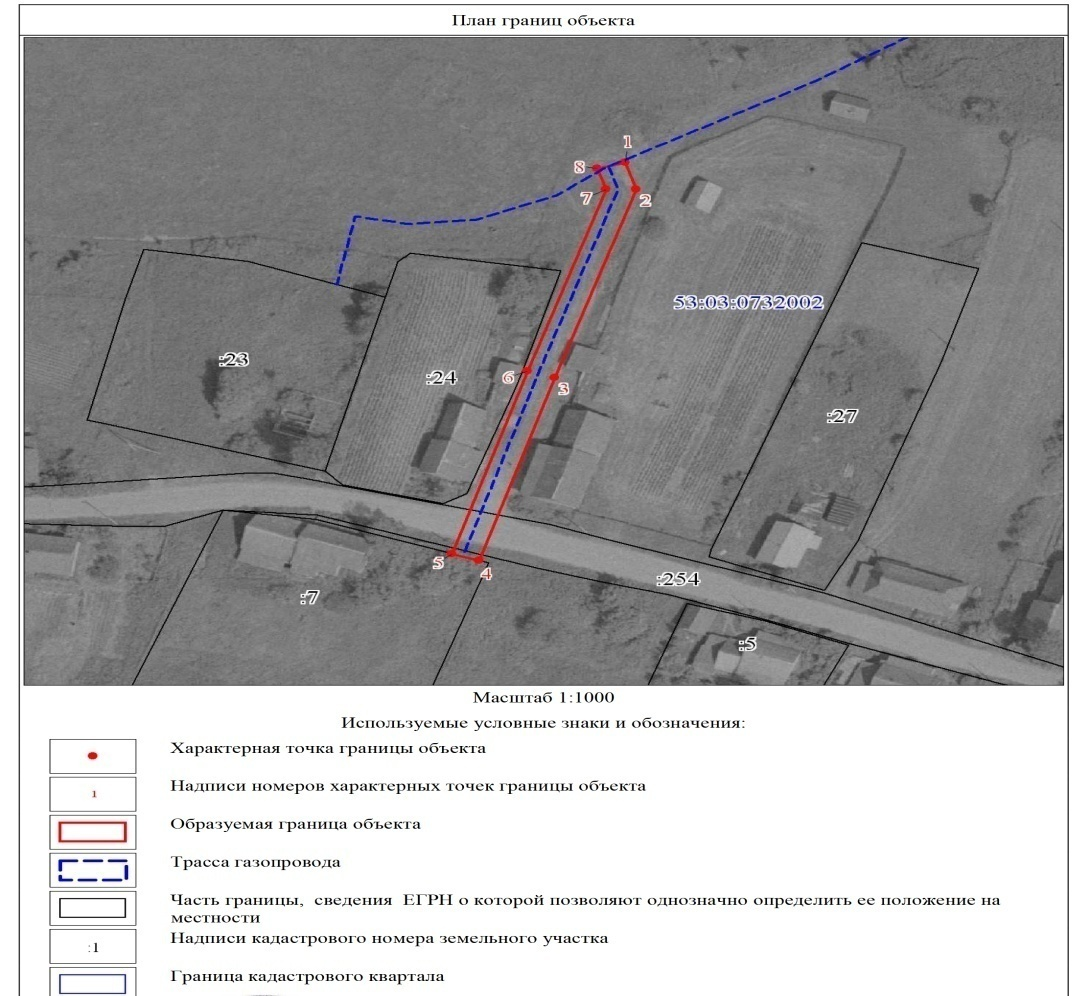 План границ объекта
1
8
7
2
53:03:0732002
:23
:24
6
3
:27
5
4
:254
:7
:5
Масштаб 1:1000
Используемые условные знаки и обозначения:
Характерная точка границы объекта
1
Надписи номеров характерных точек границы объекта
Образуемая граница объекта
Трасса газопровода
Часть границы, сведения ЕГРН о которой позволяют однозначно определить ее положение на
местности
:1
Надписи кадастрового номера земельного участка
Граница кадастрового квартала